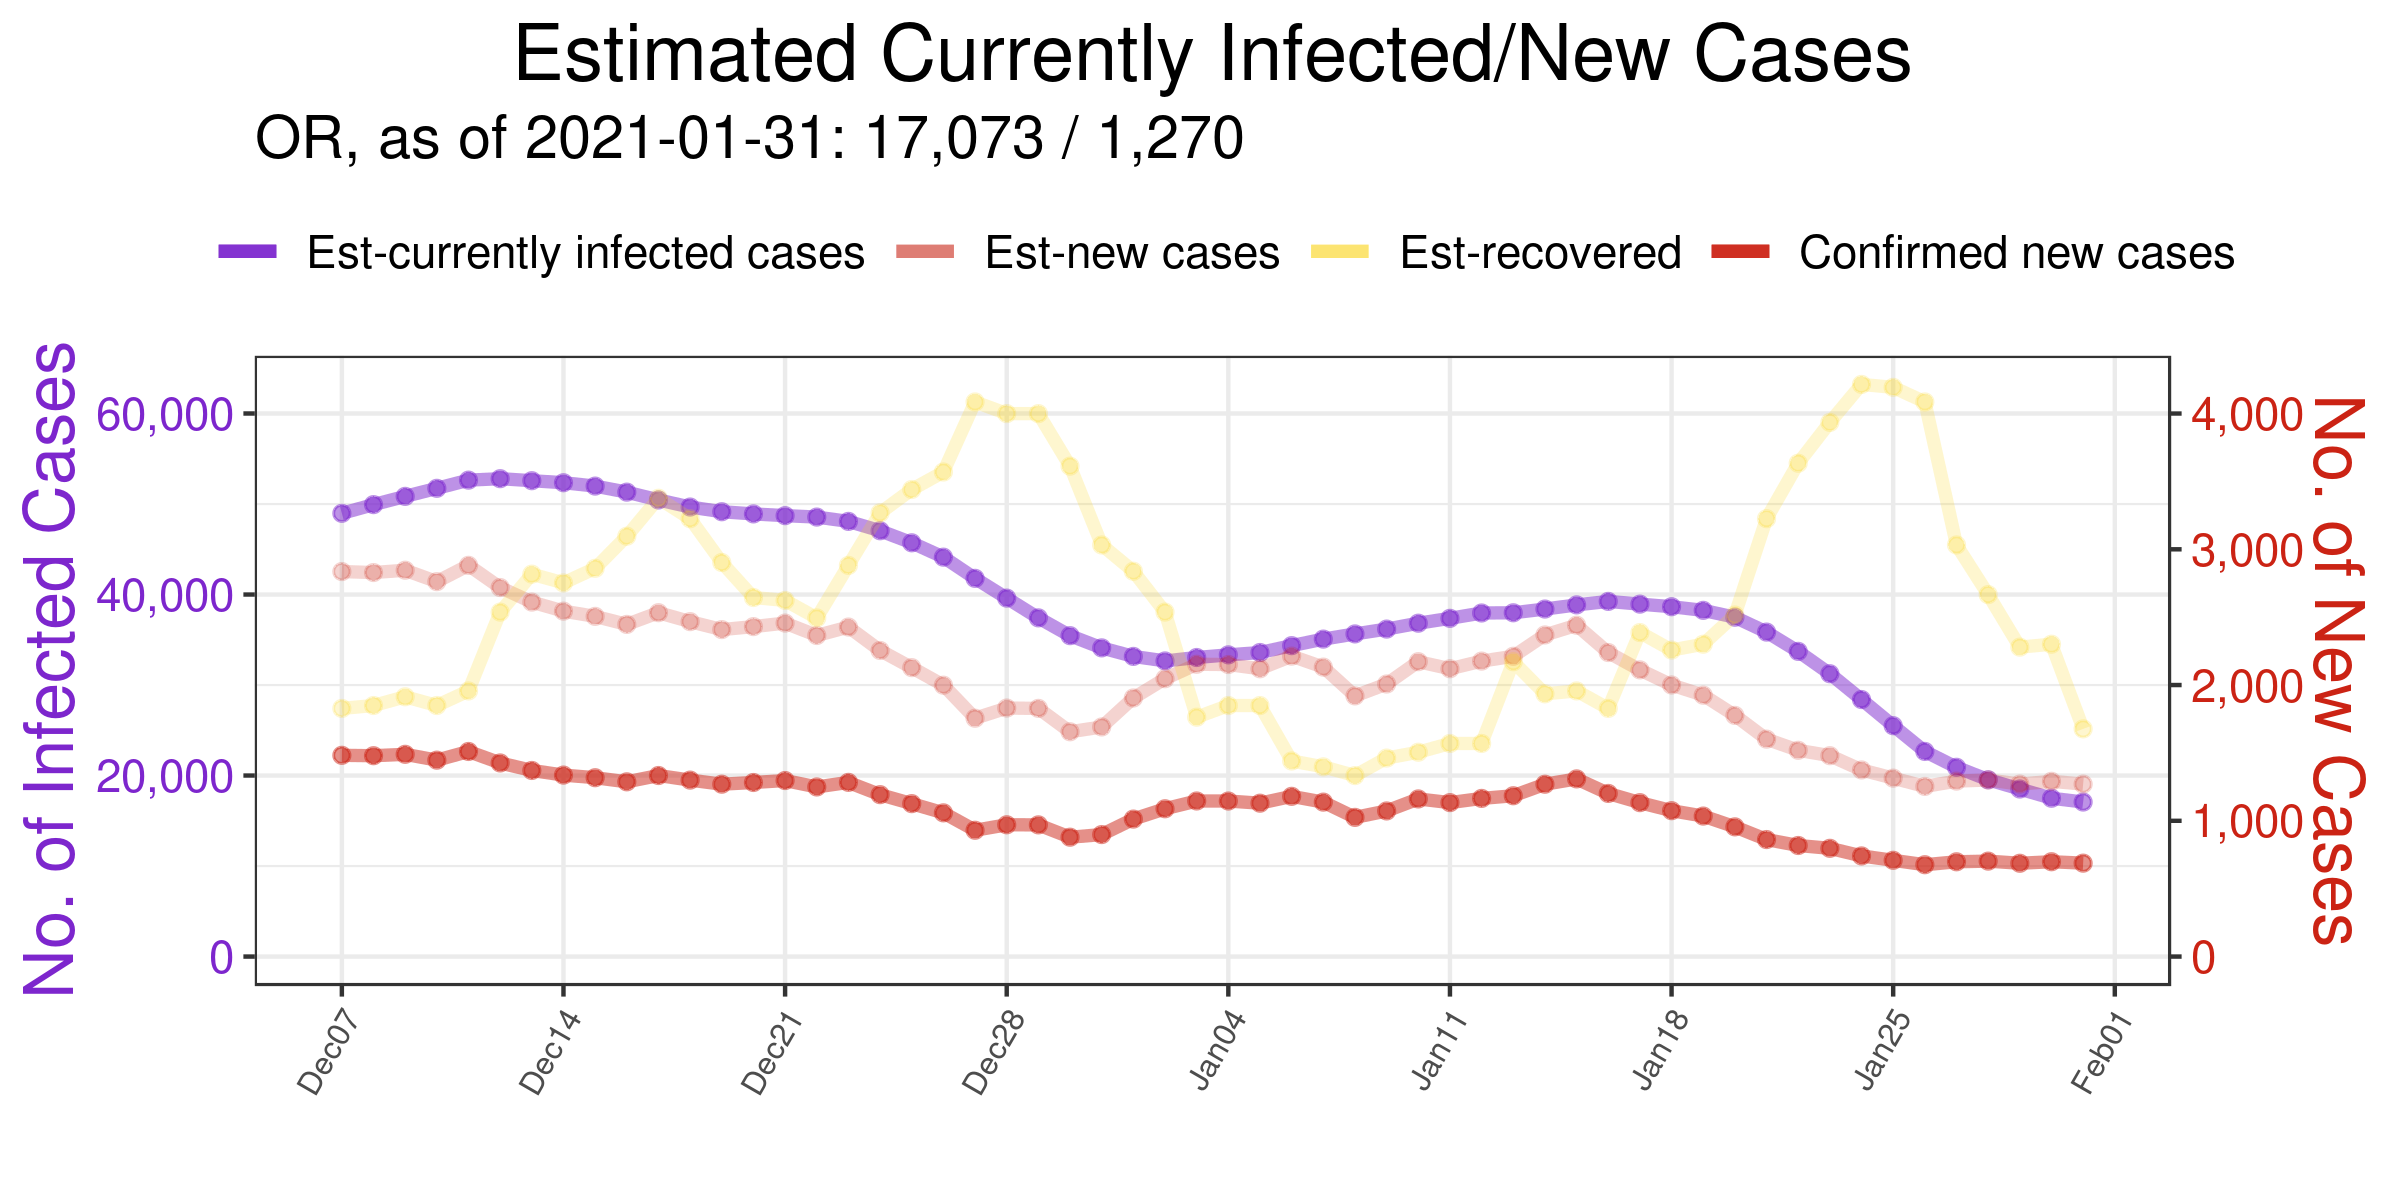 Estimated Currently Infected/New Cases
OR, as of 2021-01-31: 17,073 / 1,270
Est-currently infected cases Est-new cases Est-recovered Confirmed new cases
No. of Infected Cases
60,000
40,000
20,000
0
4,000
3,000
2,000
1,000
0
No. of New Cases
Dec07 Dec14 Dec21 Dec28 Jan04 Jan11 Jan18 Jan25 Feb01